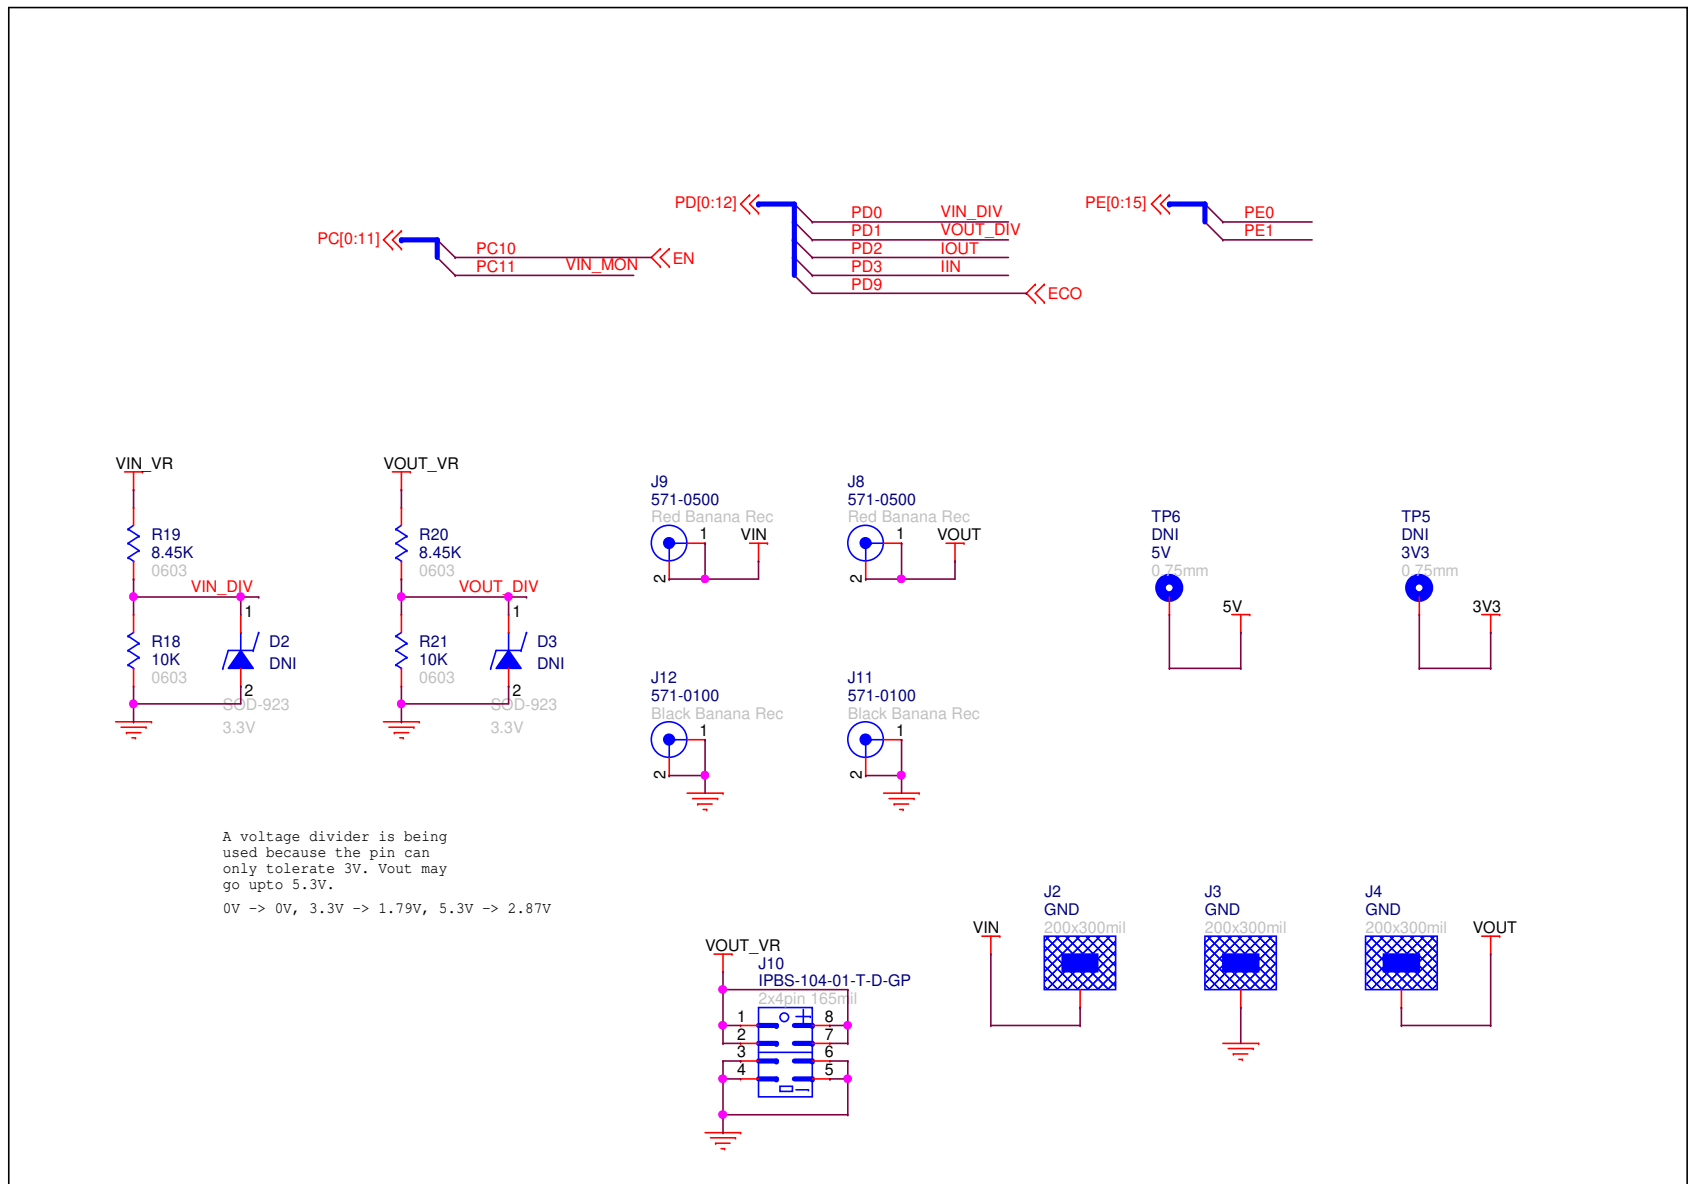 PD[0:12]
PD0 VIN_DIV
PD1 VOUT_DIV
PD2 IOUT
PD3 IIN
PD9
ECO
PE[0:15]
PE0
PE1
PC[0:11]
PC10
EN
PC11 VIN_MON
VIN_VR
R19
8.45K
0603
VIN_DIV
1
R18
10K
0603
D2
DNI
2
SOD-923
3.3V
VOUT_VR
R20
8.45K
0603
VOUT_DIV
1
R21
10K
0603
D3
DNI
2
SOD-923
3.3V
J9
571-0500
Red Banana Rec
1
VIN
2
J8
571-0500
Red Banana Rec
1
VOUT
2
TP6
DNI
5V
0.75mm
5V
TP5
DNI
3V3
0.75mm
3V3
J12
571-0100
Black Banana Rec
1
2
J11
571-0100
Black Banana Rec
1
2
A voltage divider is being
used because the pin can
only tolerate 3V. Vout may
go upto 5.3V.
0V -> 0V, 3.3V -> 1.79V, 5.3V -> 2.87V
VOUT_VR
J10
IPBS-104-01-T-D-GP
2x4pin 165mil
1 8
2 7
3 6
4 5
VIN
J2
GND
200x300mil
J3
GND
200x300mil
J4
GND
200x300mil
VOUT